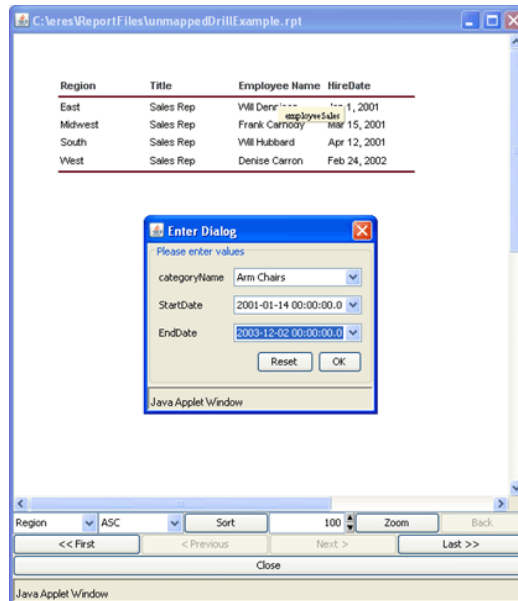 C:\eres\ReportFiles\unmappedDrillExample.rpt
Region Title Employee Name HireDate
East Sales Rep Will 1, 2001
employeeSales
Midwest Sales Rep Frank Carmody Mar 15, 2001
South Sales Rep Will Hubbard Apr 12, 2001
West Sales Rep Denise Carron Feb 24, 2002
Enter Dialog
Please enter values
categoryName Arm Chairs
StartDate 2001-01-14 00:00:00.0
EndDate 2003-12-02 00:00:00.0
Reset OK
Java Applet Window
Region ASC Sort 100 Zoom Back
<< First < Previous Next > Last >>
Close
Java Applet Window